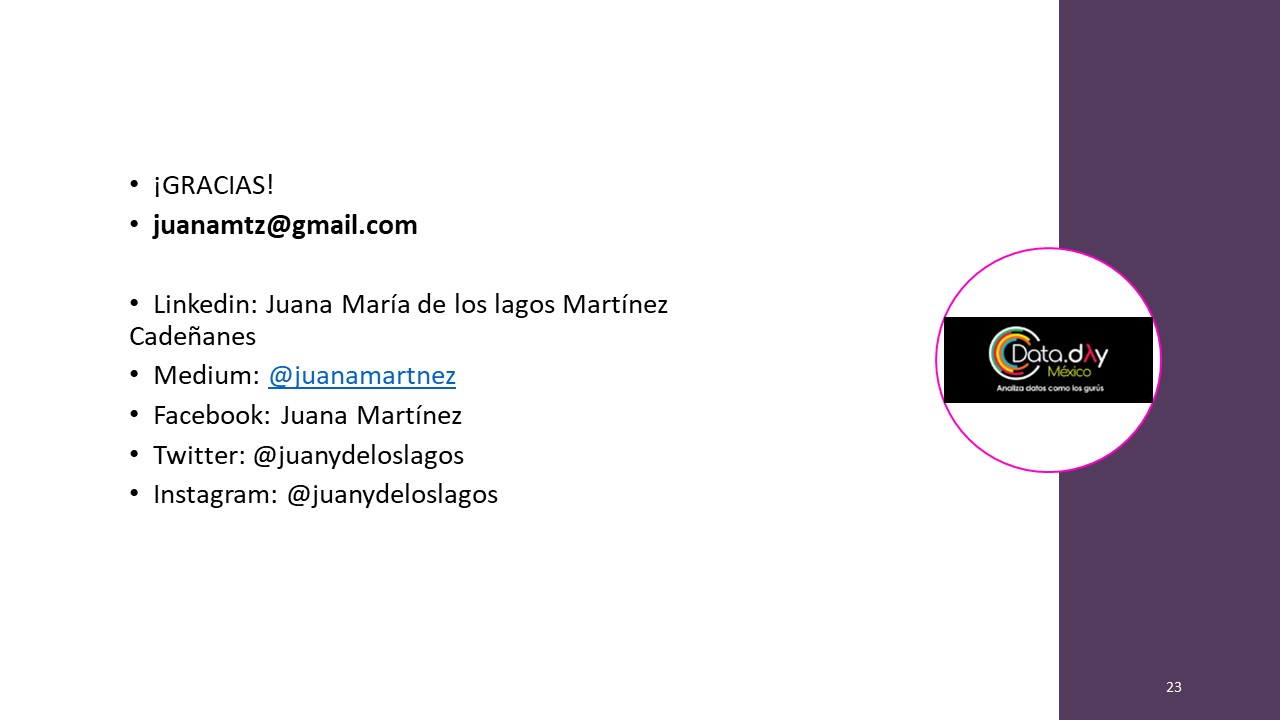 • ¡GRACIAS!
• juanamtz@gmail.com
• Linkedin: Juana María de los lagos Martínez
Cadeñanes
• Medium: @juanamartnez
• Facebook: Juana Martínez
• Twitter: @juanydeloslagos
• Instagram: @juanydeloslagos
Data.dλy
México
Analiza datos como los gurús
23